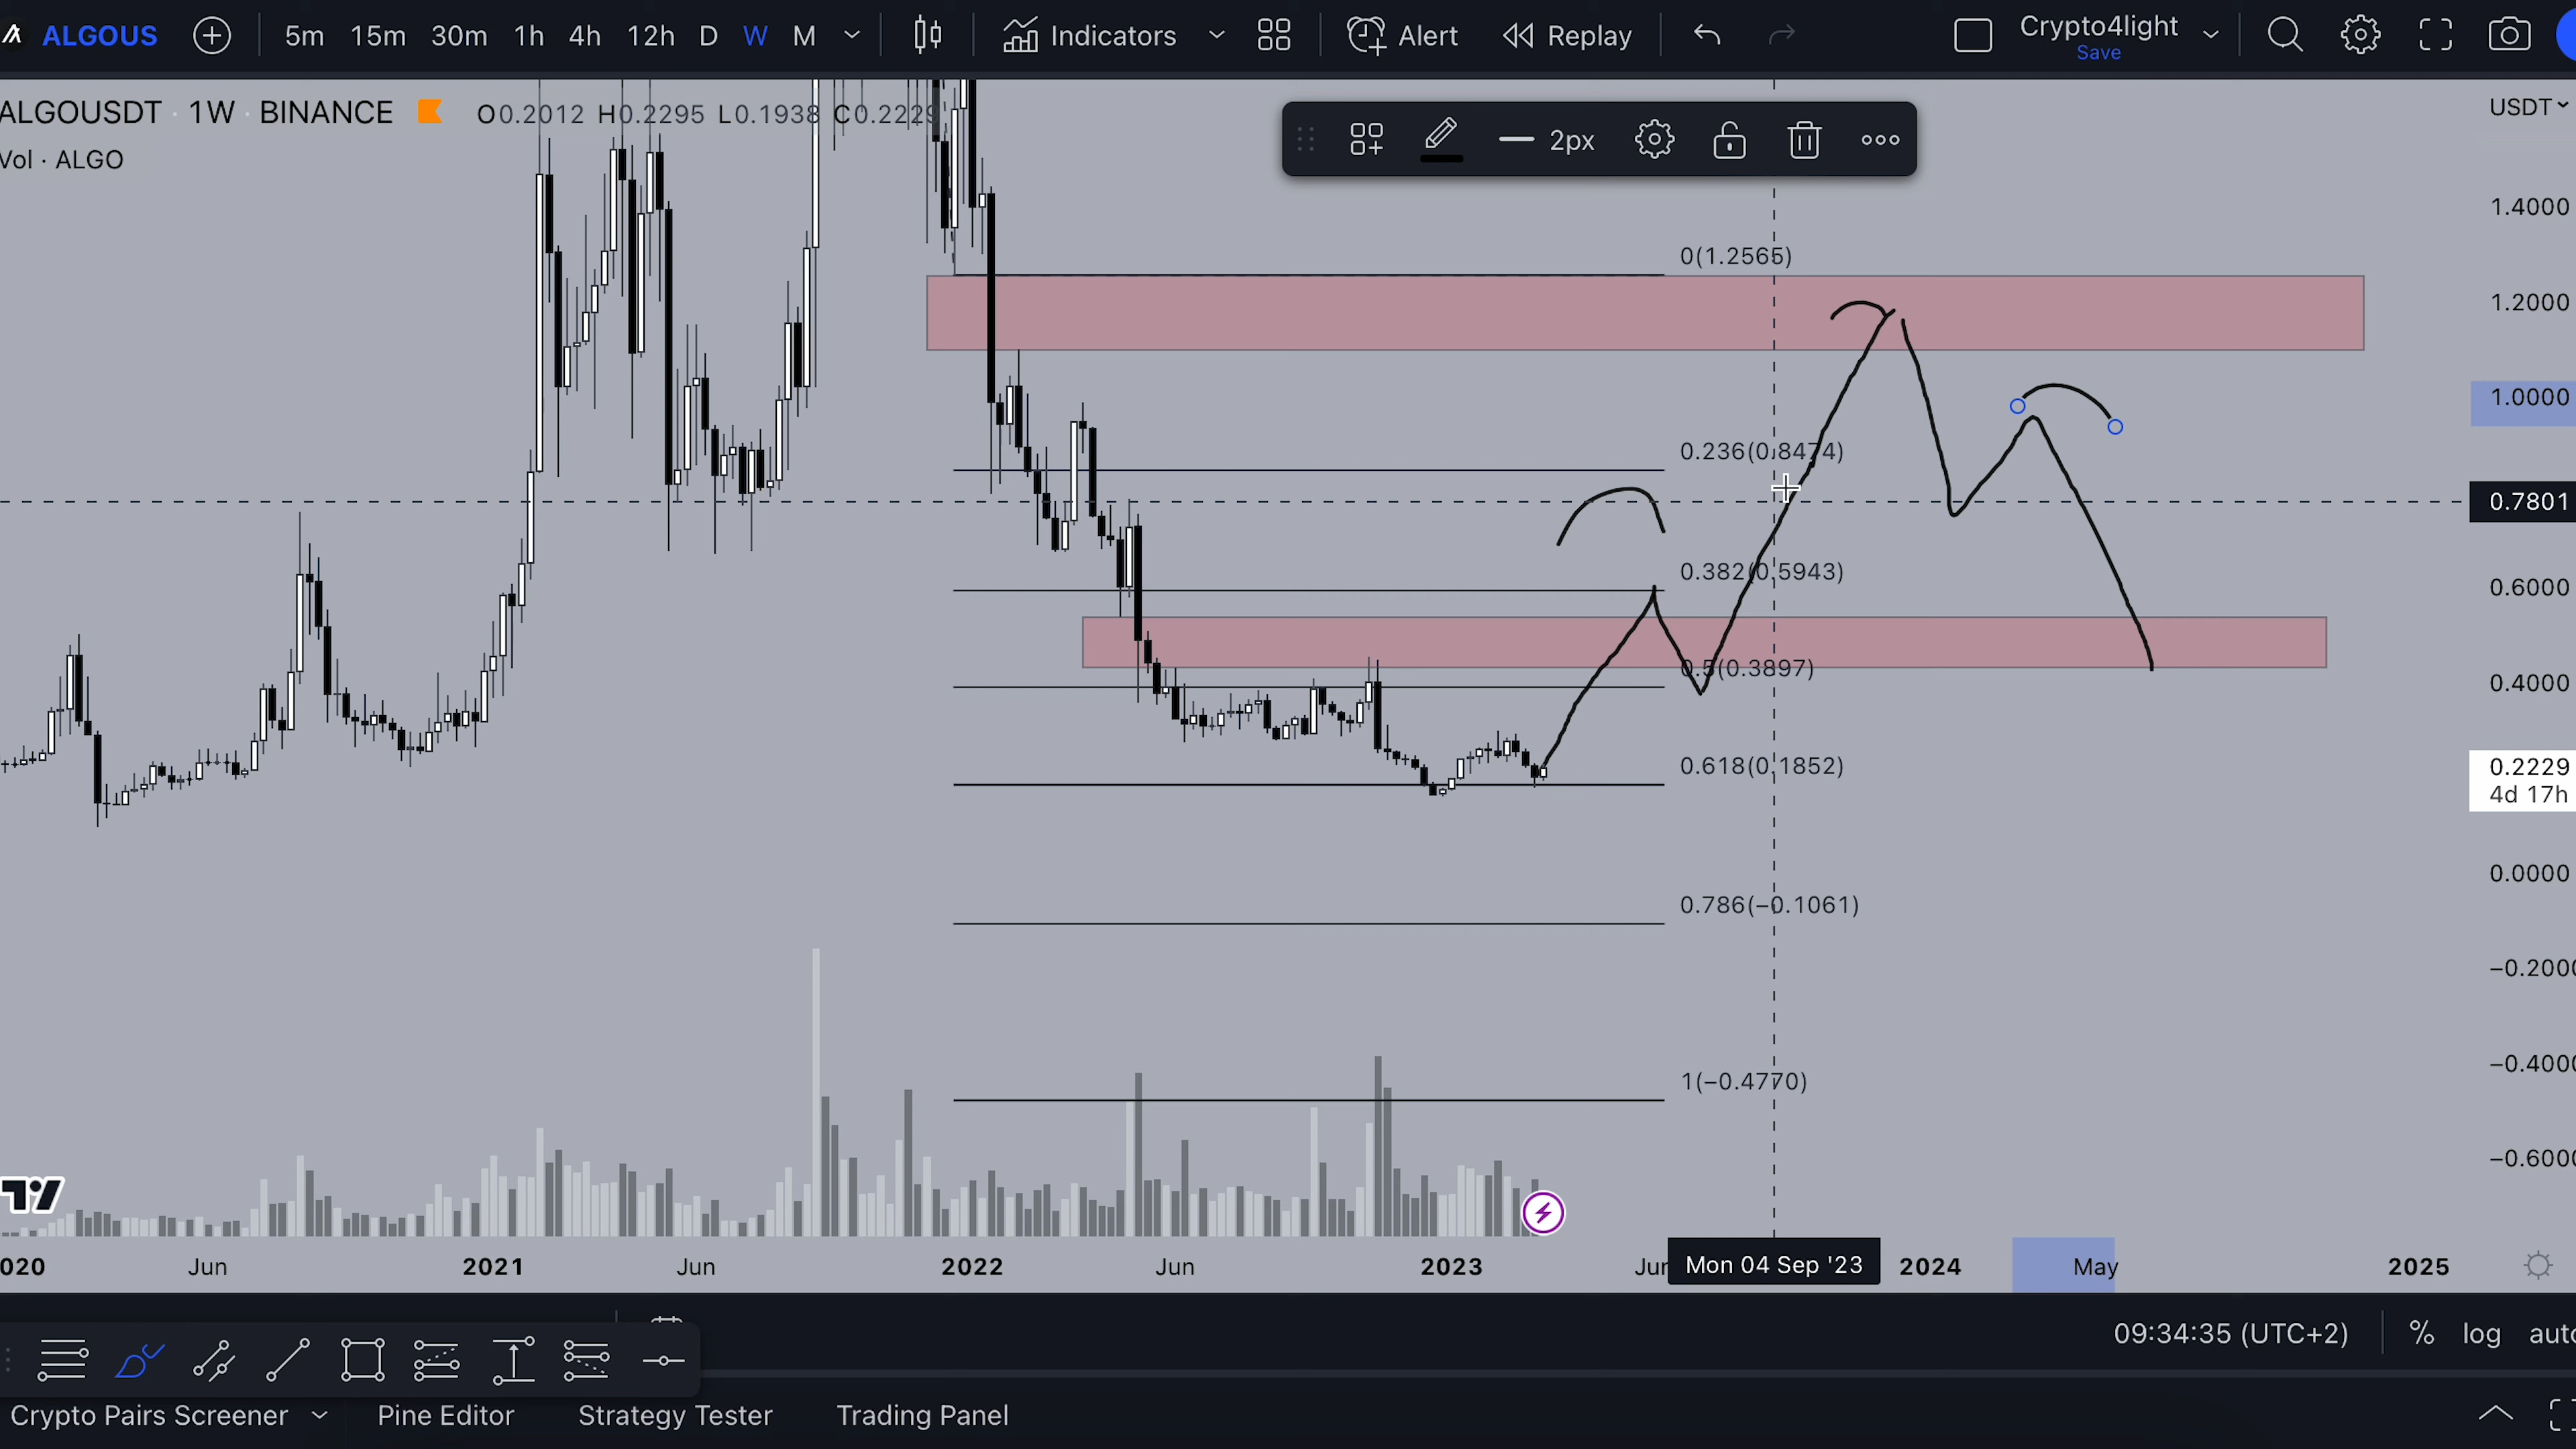 ALGOUS 5m 15m 30m 1h 4h 12h D W M Indicators Alert Replay Crypto4light
Save
ALGOUSDT · 1W · BINANCE O0.2012 H0.2295 L0.1938 C0.2229
Vol · ALGO
2px
USDT
1.4000
0(1.2565)
1.2000
1.0000
0.236(0.8474)
0.7801
0.382(0.5943)
0.6000
0.5(0.3897)
0.4000
0.618(0.1852)
0.2229
4d 17h
0.0000
0.786(−0.1061)
−0.2000
−0.4000
1(−0.4770)
−0.6000
020 Jun 2021 Jun 2022 Jun 2023 Jun Mon 04 Sep '23 2024 May 2025
09:34:35 (UTC+2) % log auto
Crypto Pairs Screener Pine Editor Strategy Tester Trading Panel